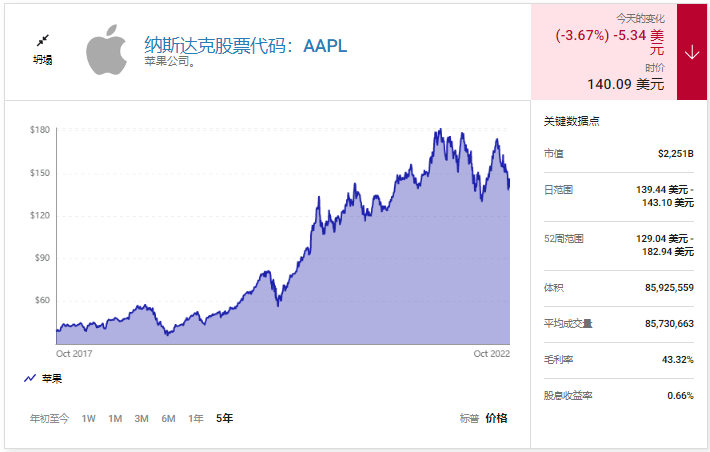 坍塌
纳斯达克股票代码：AAPL
苹果公司。
今天的变化
(-3.67%) -5.34 美
元
时价
140.09 美元
$180
$150
$120
$90
$60
Oct 2017
Oct 2022
苹果
年初至今 1W 1M 3M 6M 1年 5年
标普 价格
关键数据点
市值 $2,251B
日范围 139.44 美元 -
143.10 美元
52周范围 129.04 美元 -
182.94 美元
体积 85,925,559
平均成交量 85,730,663
毛利率 43.32%
股息收益率 0.66%